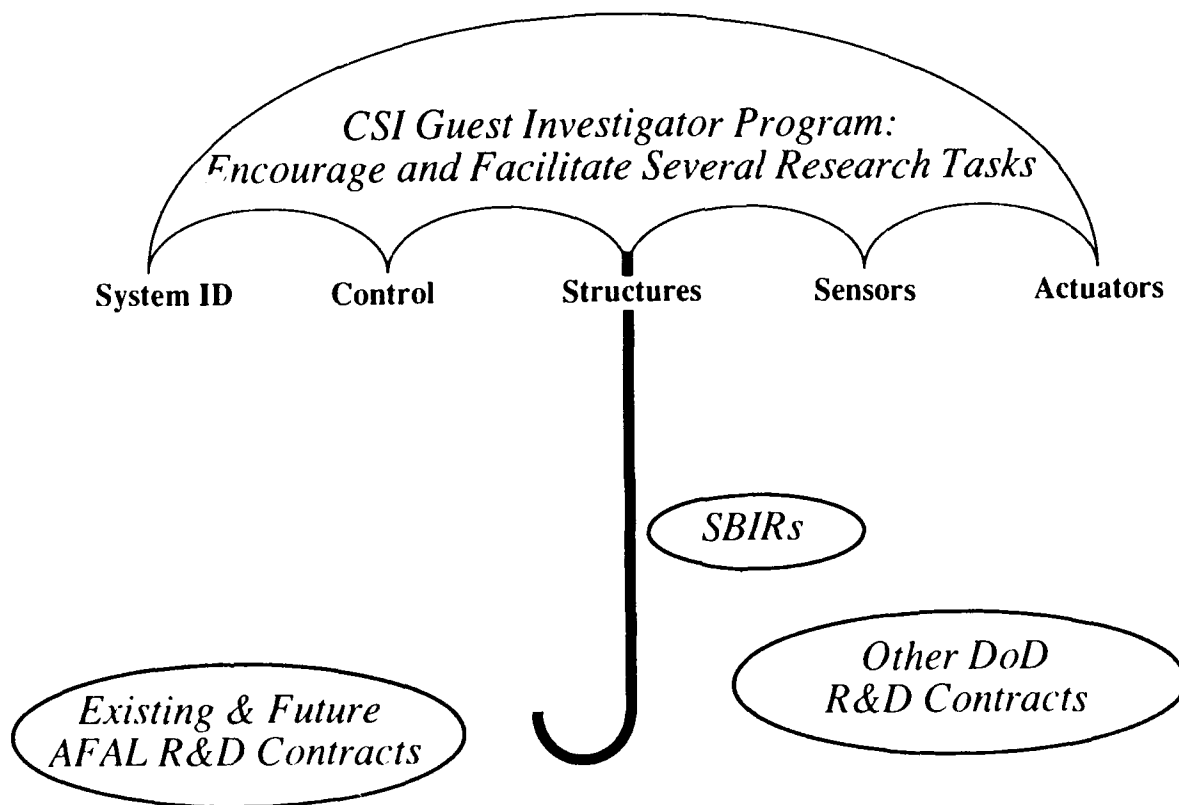 CSI Guest Investigator Program:
Encourage and Facilitate Several Research Tasks
System ID Control Structures Sensors Actuators
SBIRs
Other DoD
R&D Contracts
Existing & Future
AFAL R&D Contracts